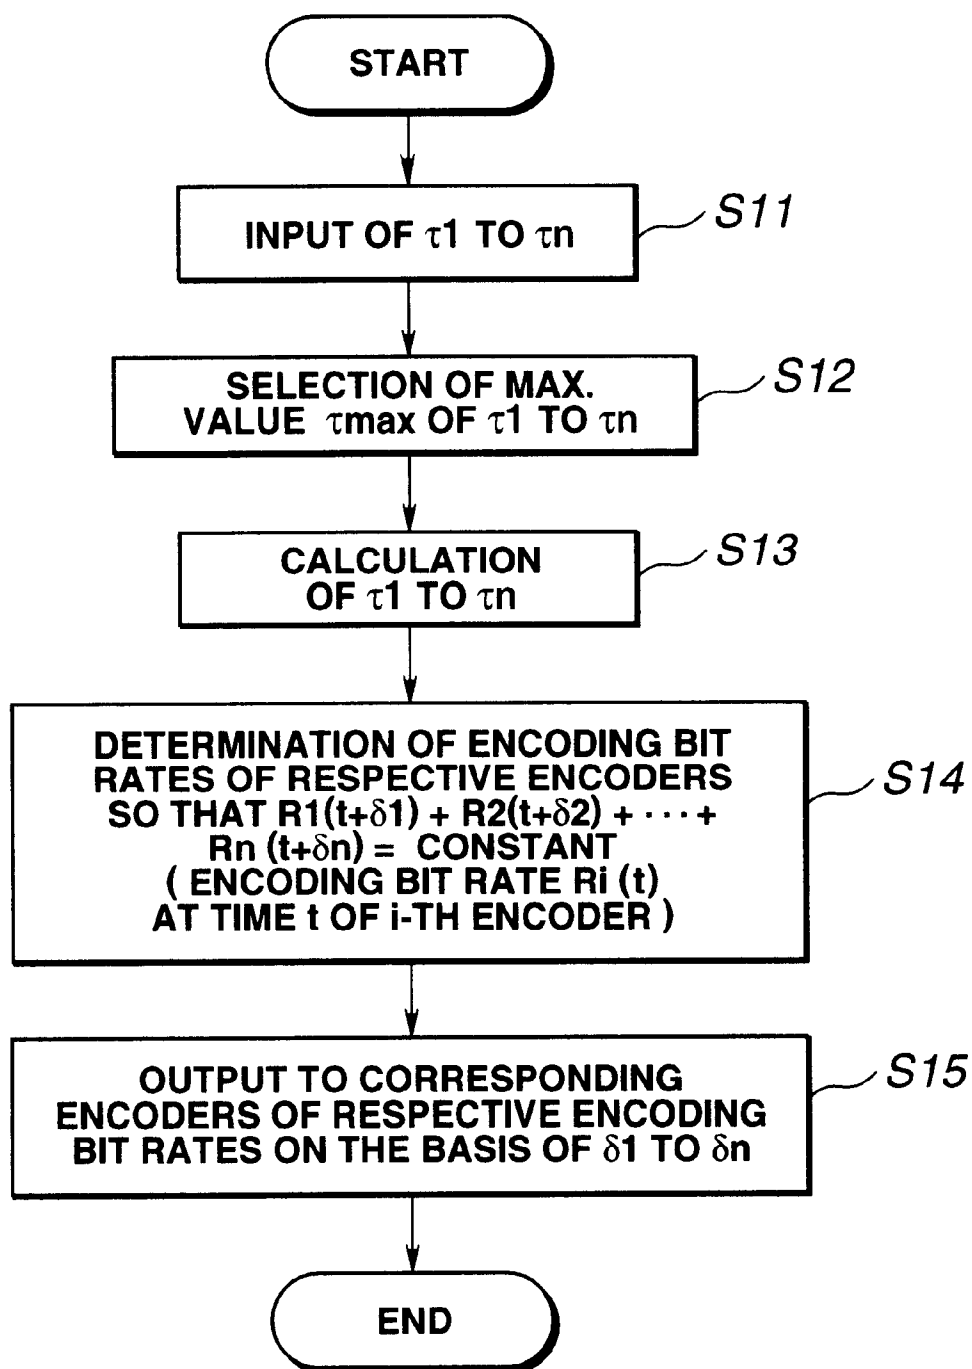 START
INPUT OF τ1 TO τn
S11
SELECTION OF MAX.
VALUE τmax OF τ1 TO τn
S12
CALCULATION
OF τ1 TO τn
S13
DETERMINATION OF ENCODING BIT
RATES OF RESPECTIVE ENCODERS
SO THAT R1(t+δ1) + R2(t+δ2) + ··· +
Rn (t+δn) = CONSTANT
( ENCODING BIT RATE Ri (t)
AT TIME t OF i-TH ENCODER )
S14
OUTPUT TO CORRESPONDING
ENCODERS OF RESPECTIVE ENCODING
BIT RATES ON THE BASIS OF δ1 TO δn
S15
END